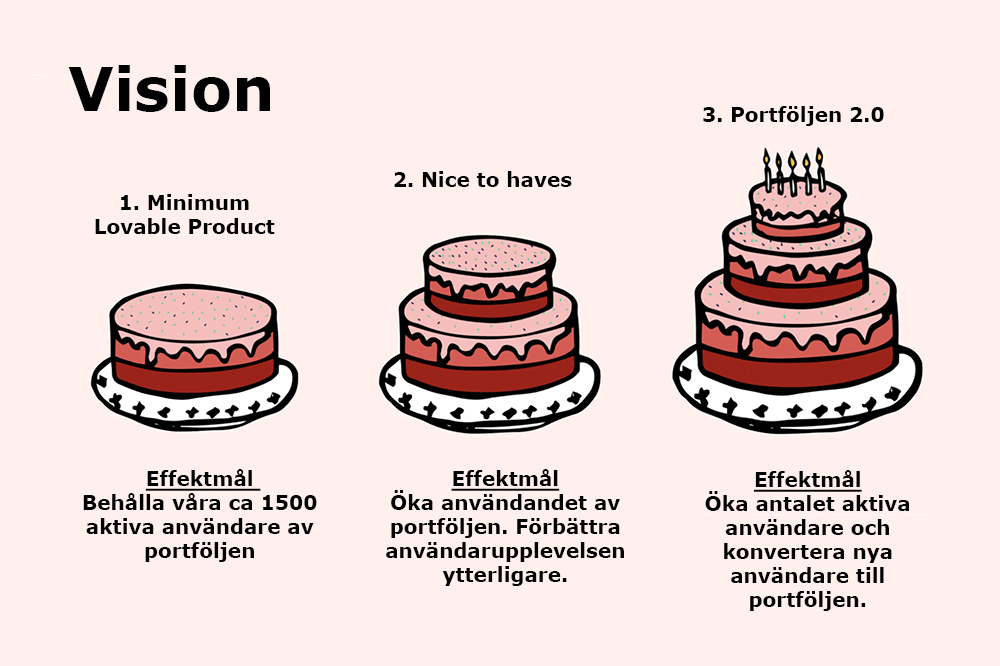 Vision
1. Minimum
Lovable Product
2. Nice to haves
3. Portföljen 2.0
Effektmål
Behålla våra ca 1500
aktiva användare av
portföljen
Effektmål
Öka användandet av
portföljen. Förbättra
användarupplevelsen
ytterligare.
Effektmål
Öka antalet aktiva
användare och
konvertera nya
användare till
portföljen.